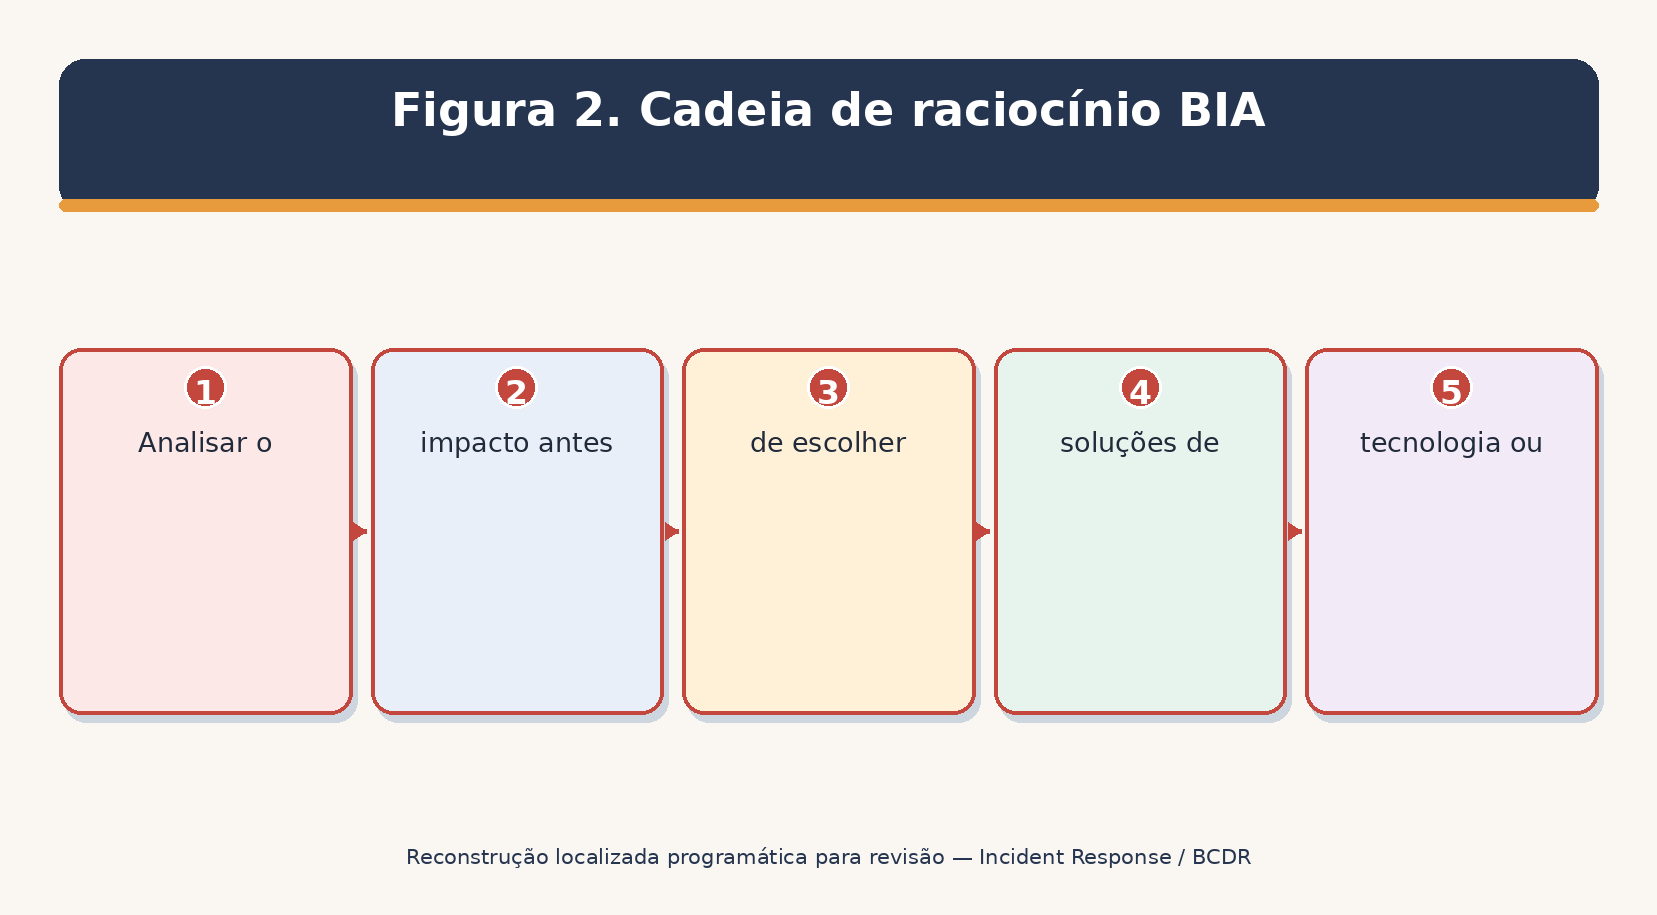 Figura 2. Cadeia de raciocínio BIA
1
Analisar o
2
impacto antes
3
de escolher
4
soluções de
5
tecnologia ou
Reconstrução localizada programática para revisão — Incident Response / BCDR